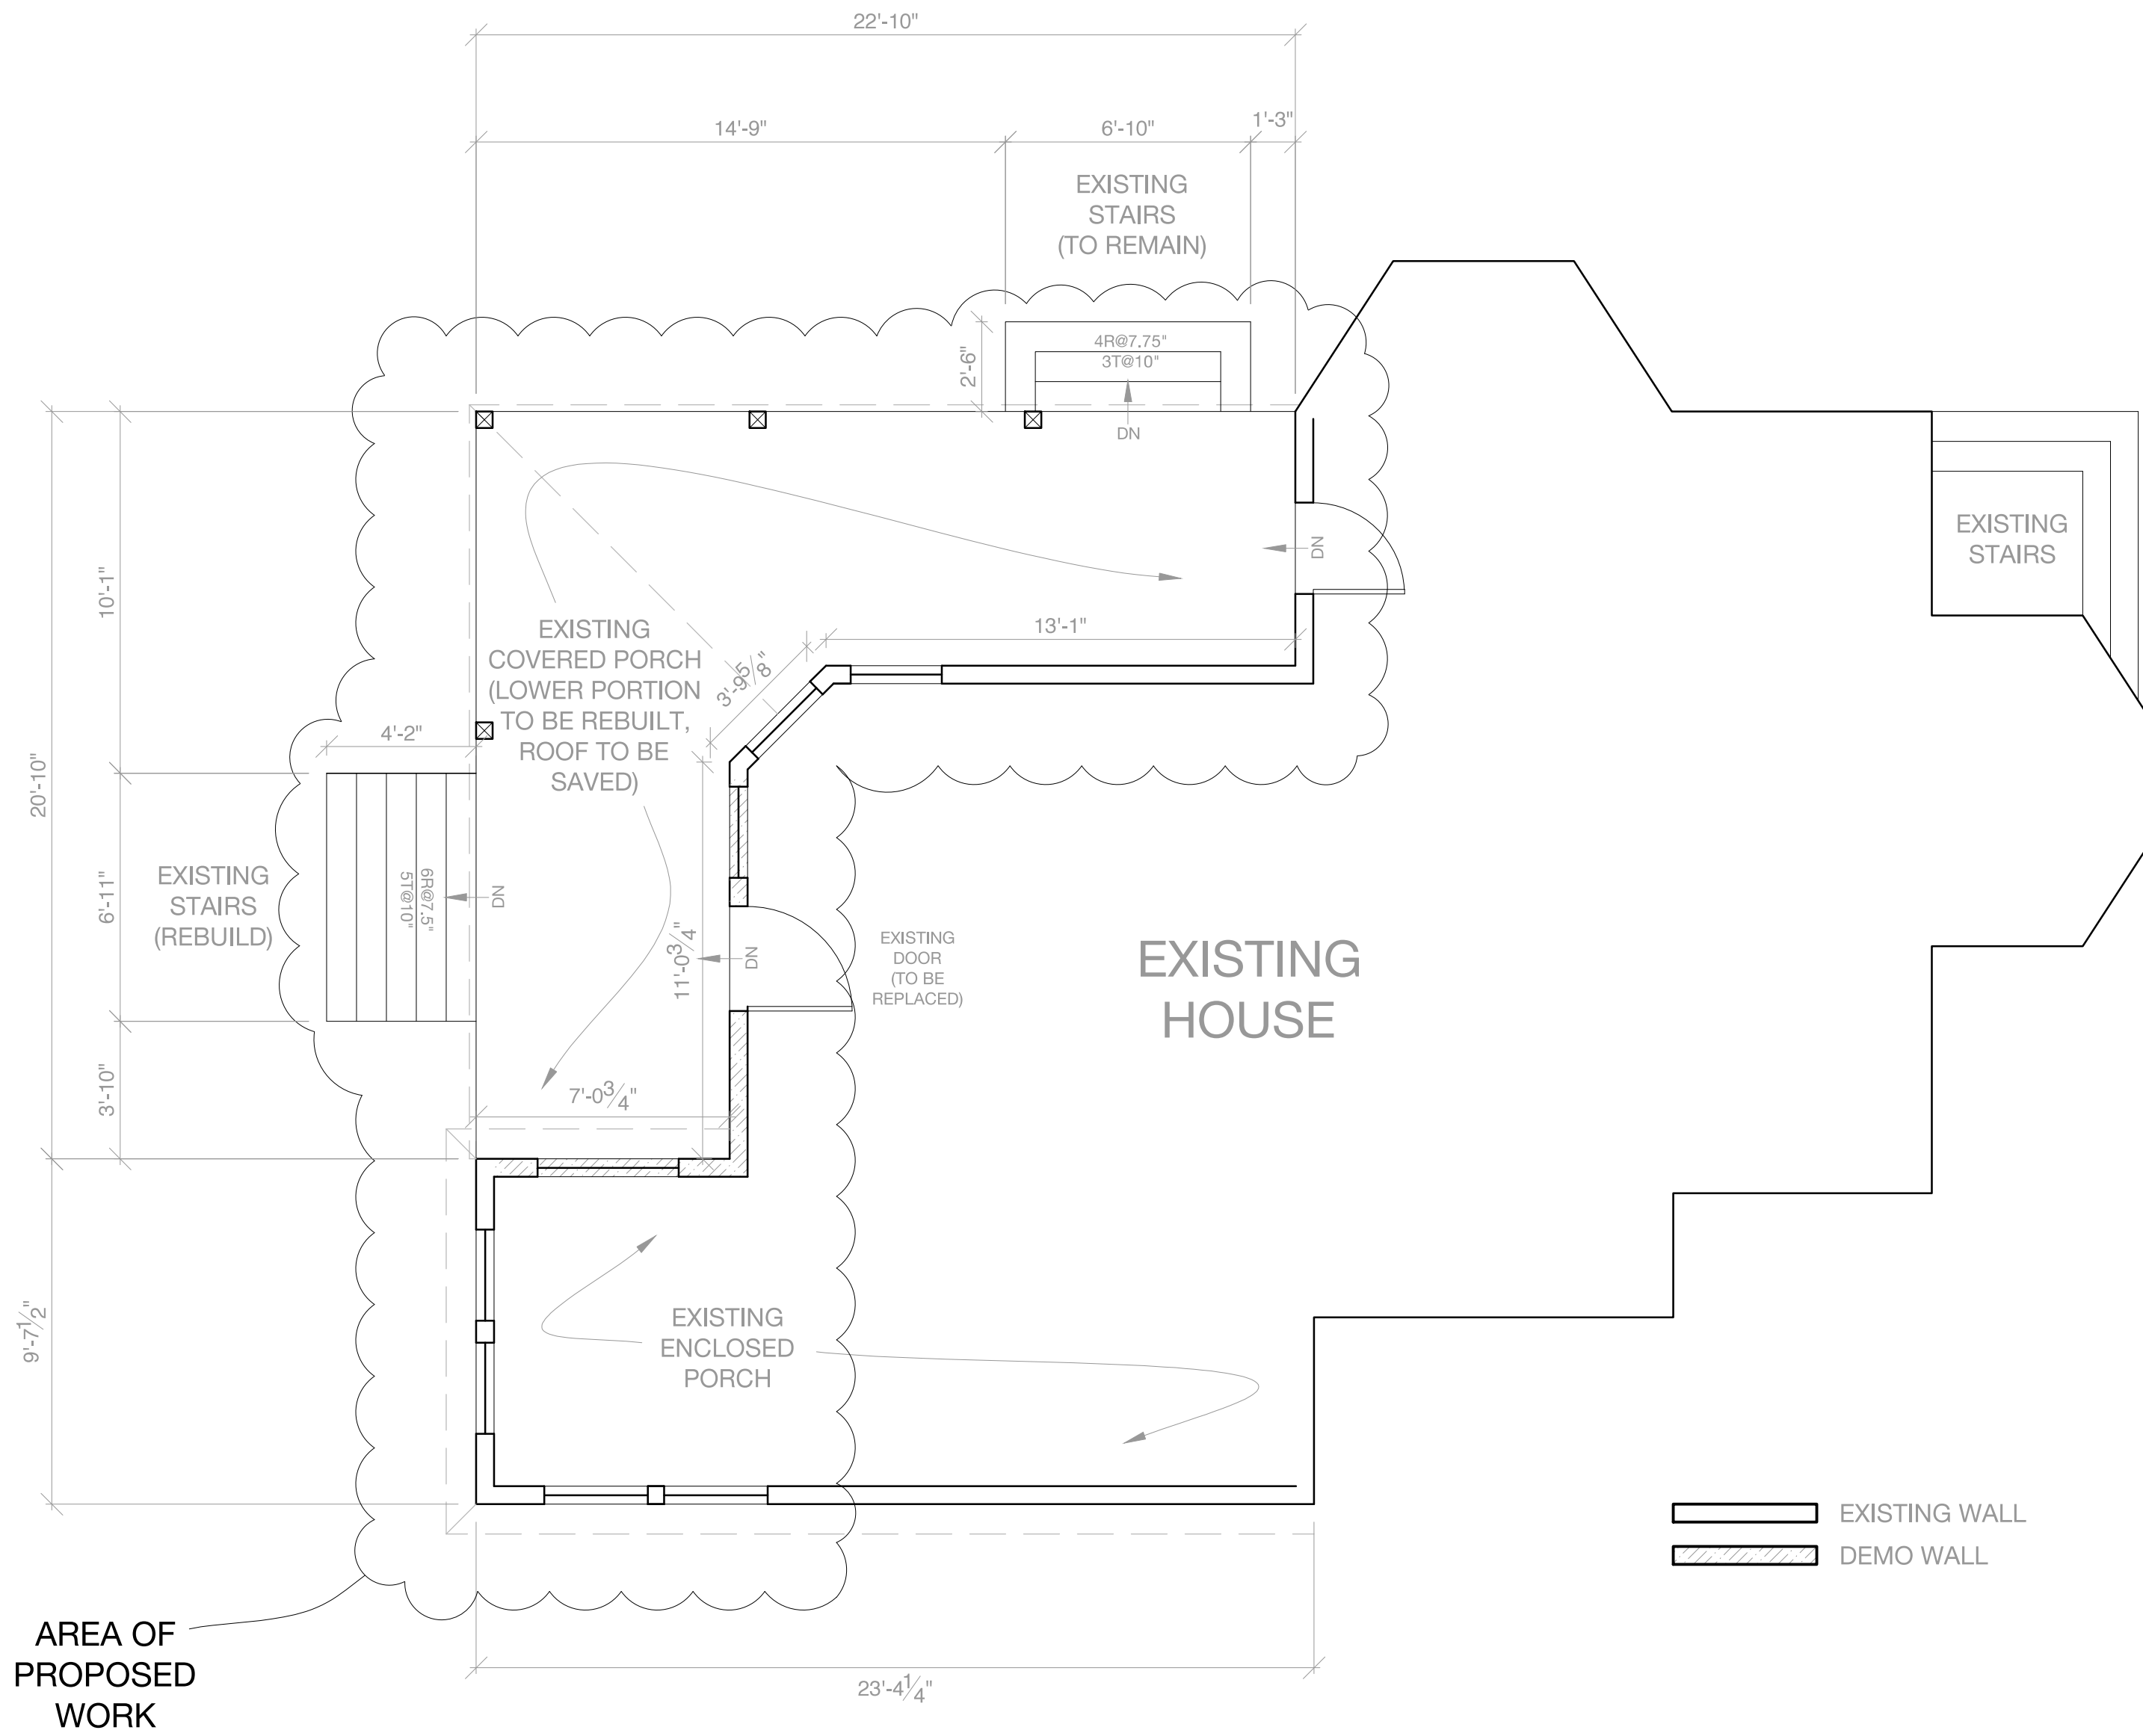 22'-10"
14'-9"
6'-10"
1'-3"
EXISTING
STAIRS
(TO REMAIN)
2'-6"
4R@7.75"
3T@10"
DN
DN
EXISTING
STAIRS
10'-1"
13'-1"
3'-9 5/8"
EXISTING
COVERED PORCH
(LOWER PORTION
TO BE REBUILT,
ROOF TO BE
SAVED)
4'-2"
20'-10"
6'-11"
EXISTING
STAIRS
(REBUILD)
6R@7.5"
5T@10"
DN
11'-0 3/4"
DN
EXISTING
DOOR
(TO BE
REPLACED)
EXISTING
HOUSE
3'-10"
7'-0 3/4"
9'-7 1/2"
EXISTING
ENCLOSED
PORCH
EXISTING WALL
DEMO WALL
AREA OF
PROPOSED
WORK
23'-4 1/4"